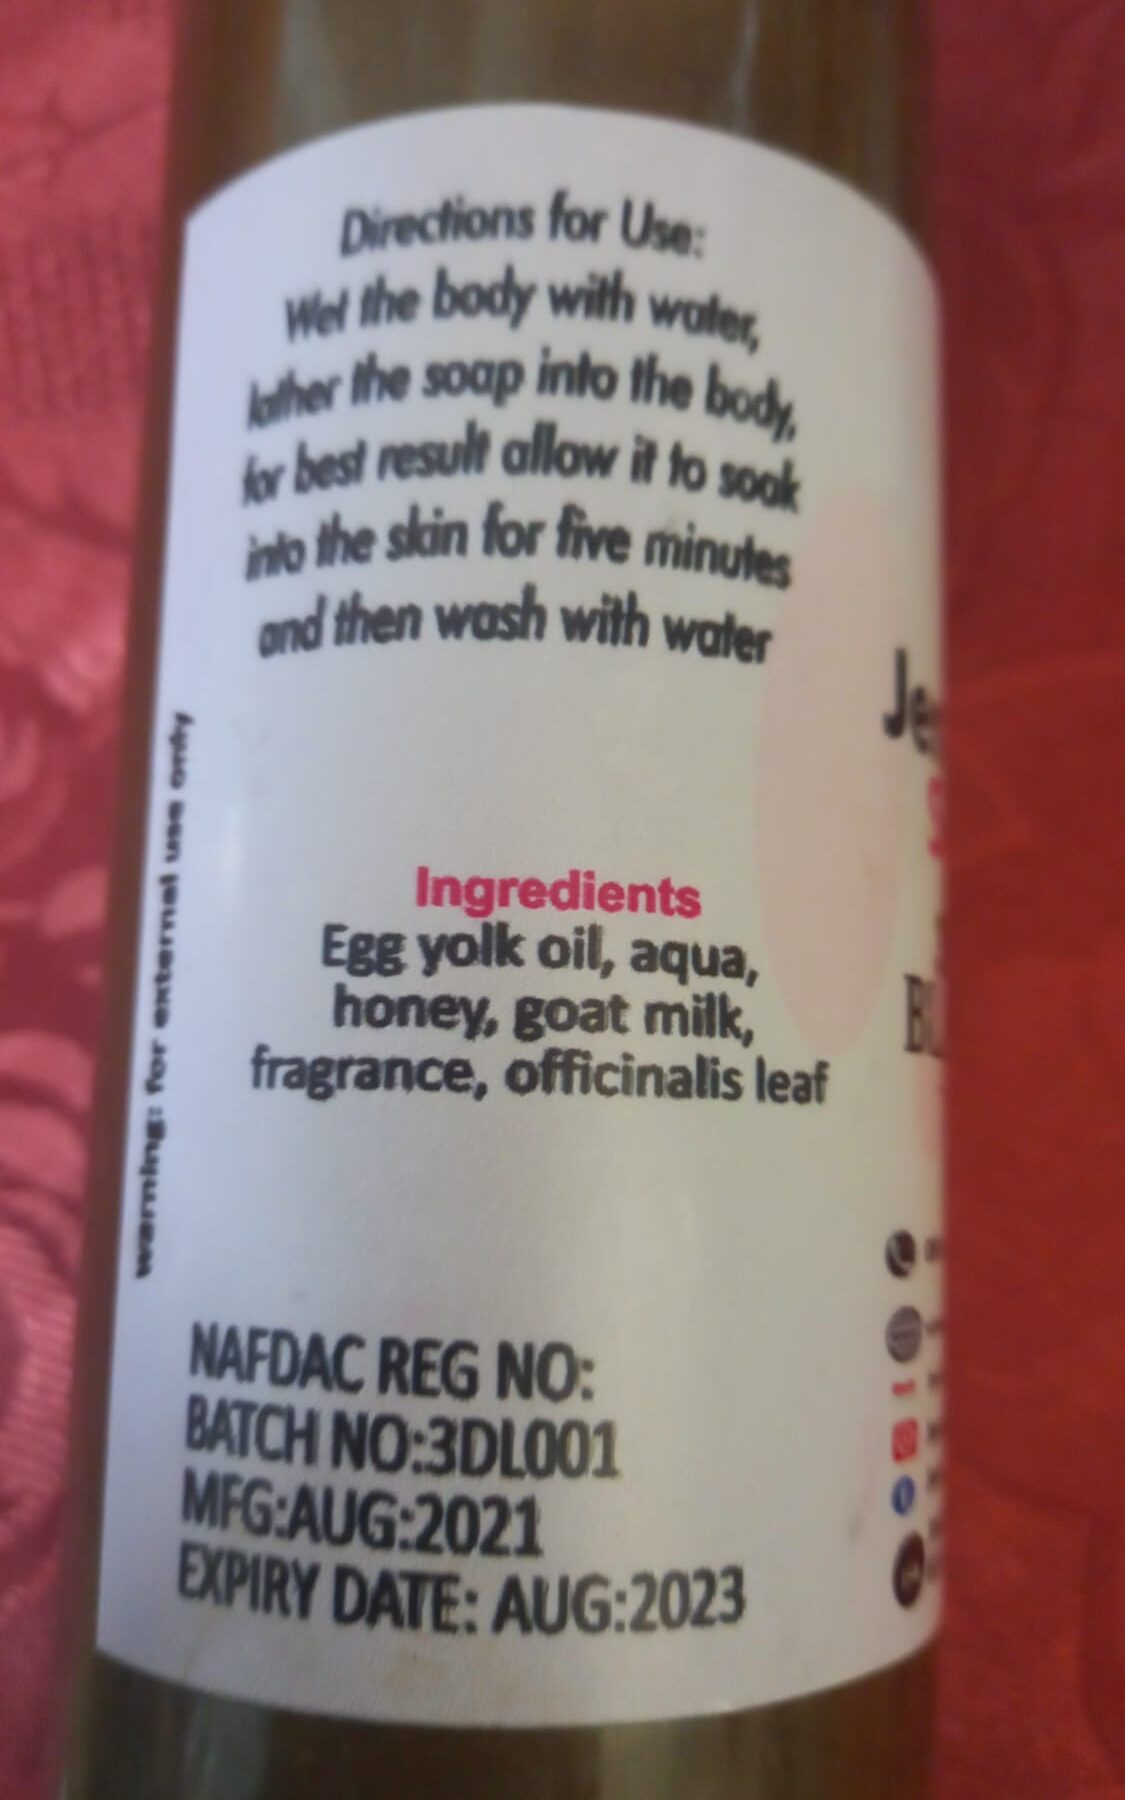 Directions for Use:
Wet the body with water,
lather the soap into the body,
for best result allow it to soak
into the skin for five minutes
and then wash with water
warning: for external use only
Ingredients
Egg yolk oil, aqua,
honey, goat milk,
fragrance, officinalis leaf
NAFDAC REG NO:
BATCH NO:3DL001
MFG:AUG:2021
EXPIRY DATE: AUG:2023